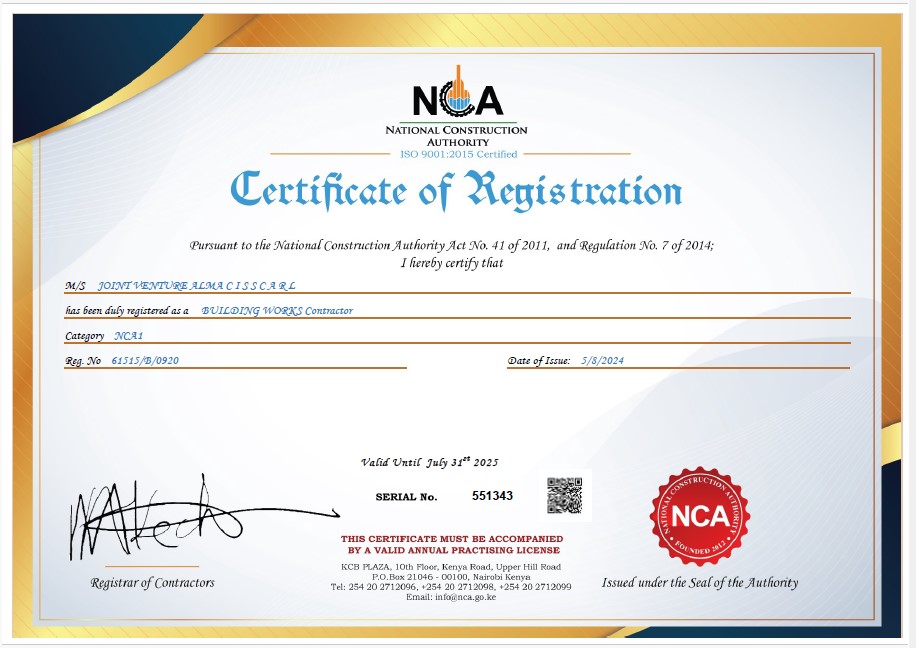 NCA
NATIONAL CONSTRUCTION
AUTHORITY
ISO 9001:2015 Certified
Certificate of Registration
Pursuant to the National Construction Authority Act No. 41 of 2011, and Regulation No. 7 of 2014;
I hereby certify that
M/S JOINT VENTURE ALMA C I S S C A R L
has been duly registered as a BUILDING WORKS Contractor
Category NCA1
Reg. No 61515/B/0920 Date of Issue: 5/8/2024
Valid Until July 31st 2025
SERIAL No. 551343
THIS CERTIFICATE MUST BE ACCOMPANIED
BY A VALID ANNUAL PRACTISING LICENSE
KCB PLAZA, 10th Floor, Kenya Road, Upper Hill Road
P.O.Box 21046 - 00100, Nairobi Kenya
Tel: 254 20 2712096, +254 20 2712098, +254 20 2712099
Email: info@nca.go.ke
Registrar of Contractors
NATIONAL CONSTRUCTION AUTHORITY
NCA
FOUNDED 2012
Issued under the Seal of the Authority